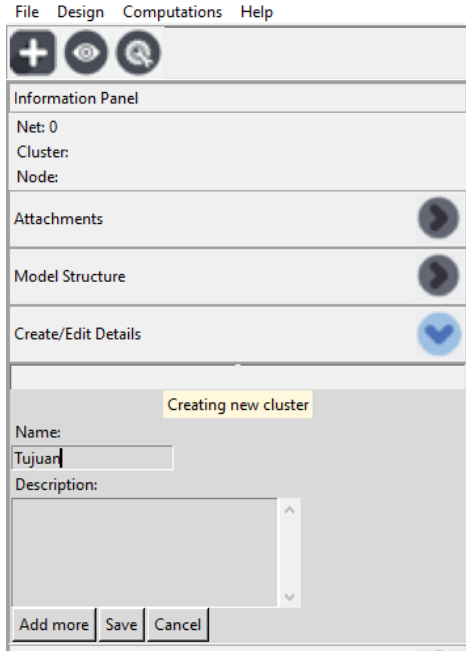 File Design Computations Help
Information Panel
Net: 0
Cluster:
Node:
Attachments
Model Structure
Create/Edit Details
Creating new cluster
Name:
Tujuan
Description:
Add more Save Cancel